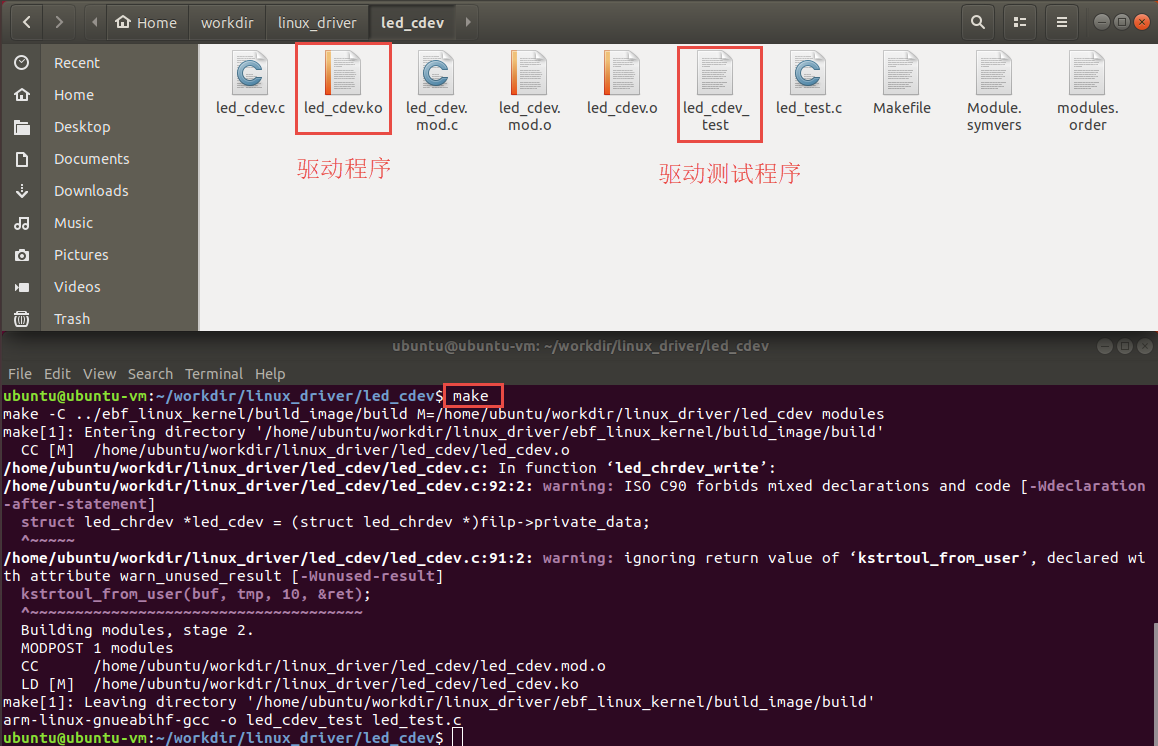 Home workdir linux_driver led_cdev
Recent
Home
Desktop
Documents
Downloads
Music
Pictures
Videos
Trash
led_cdev.c led_cdev.ko led_cdev. led_cdev. led_cdev.o led_cdev_ led_test.c Makefile Module. modules.
mod.c mod.o test symvers order
驱动程序
驱动测试程序
ubuntu@ubuntu-vm: ~/workdir/linux_driver/led_cdev
File Edit View Search Terminal Help
ubuntu@ubuntu-vm:~/workdir/linux_driver/led_cdev$ make
make -C ../ebf_linux_kernel/build_image/build M=/home/ubuntu/workdir/linux_driver/led_cdev modules
make[1]: Entering directory '/home/ubuntu/workdir/linux_driver/ebf_linux_kernel/build_image/build'
CC [M] /home/ubuntu/workdir/linux_driver/led_cdev/led_cdev.o
/home/ubuntu/workdir/linux_driver/led_cdev/led_cdev.c: In function ‘led_chrdev_write’:
/home/ubuntu/workdir/linux_driver/led_cdev/led_cdev.c:92:2: warning: ISO C90 forbids mixed declarations and code [-Wdeclaration
-after-statement]
struct led_chrdev *led_cdev = (struct led_chrdev *)filp->private_data;
^~~~~~
/home/ubuntu/workdir/linux_driver/led_cdev/led_cdev.c:91:2: warning: ignoring return value of ‘kstrtoul_from_user’, declared wi
th attribute warn_unused_result [-Wunused-result]
kstrtoul_from_user(buf, tmp, 10, &ret);
^~~~~~~~~~~~~~~~~~~~~~~~~~~~~~~~~~~~~~
Building modules, stage 2.
MODPOST 1 modules
CC /home/ubuntu/workdir/linux_driver/led_cdev/led_cdev.mod.o
LD [M] /home/ubuntu/workdir/linux_driver/led_cdev/led_cdev.ko
make[1]: Leaving directory '/home/ubuntu/workdir/linux_driver/ebf_linux_kernel/build_image/build'
arm-linux-gnueabihf-gcc -o led_cdev_test led_test.c
ubuntu@ubuntu-vm:~/workdir/linux_driver/led_cdev$